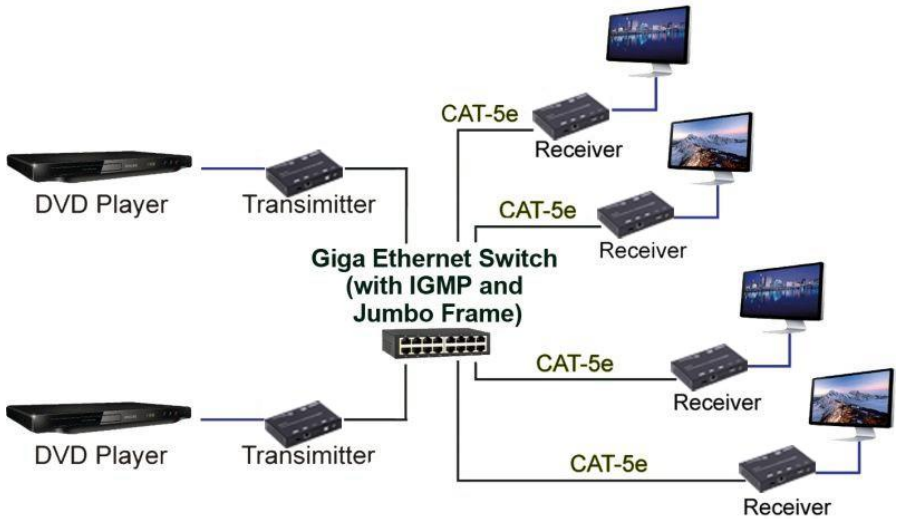 CAT-5e
Receiver
DVD Player
Transimitter
CAT-5e
Receiver
Giga Ethernet Switch
(with IGMP and
Jumbo Frame)
CAT-5e
Receiver
DVD Player
Transimitter
CAT-5e
Receiver